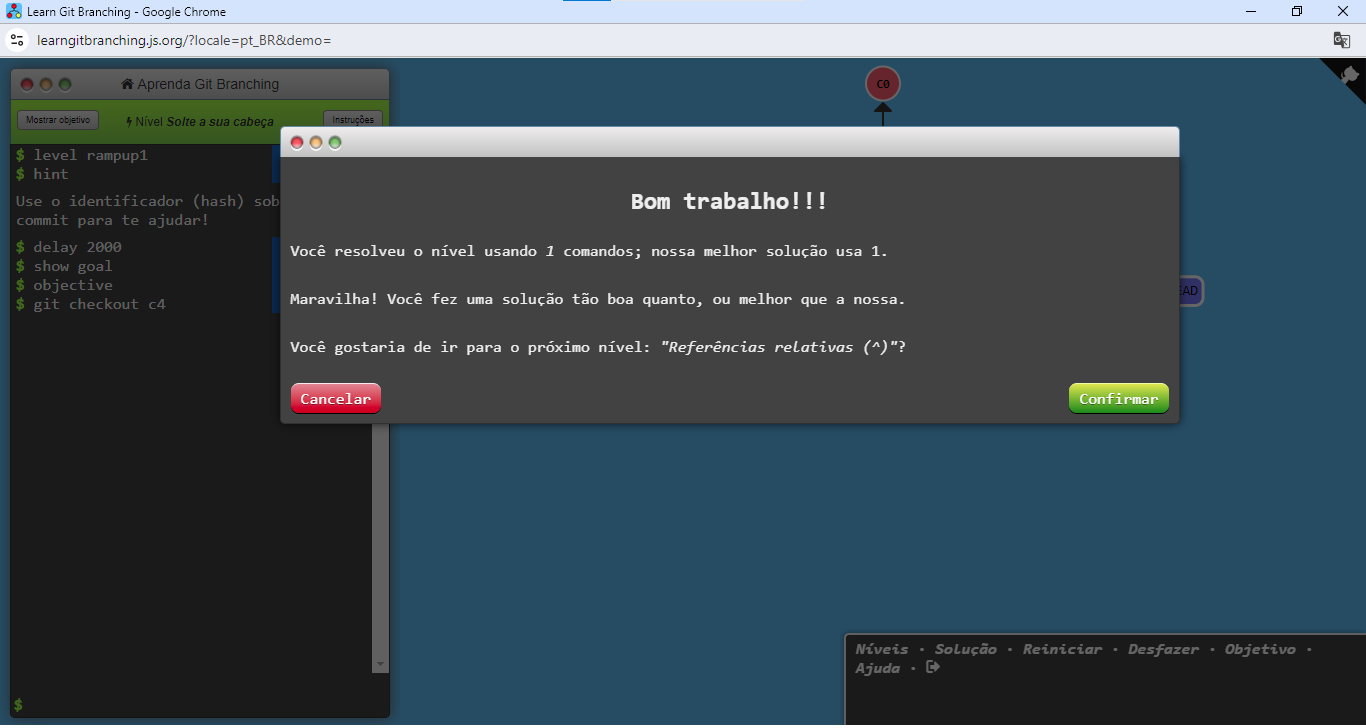 Learn Git Branching - Google Chrome
learngitbranching.js.org/?locale=pt_BR&demo=
Aprenda Git Branching
Mostrar objetivo
Nível Solte a sua cabeça
Instruções
$ level rampup1
$ hint
Use o identificador (hash) sob
commit para te ajudar!
$ delay 2000
$ show goal
$ objective
$ git checkout c4
$
C0
Bom trabalho!!!
Você resolveu o nível usando 1 comandos; nossa melhor solução usa 1.
Maravilha! Você fez uma solução tão boa quanto, ou melhor que a nossa.
Você gostaria de ir para o próximo nível: "Referências relativas (^)"?
Cancelar
Confirmar
EAD
Níveis · Solução · Reiniciar · Desfazer · Objetivo ·
Ajuda ·